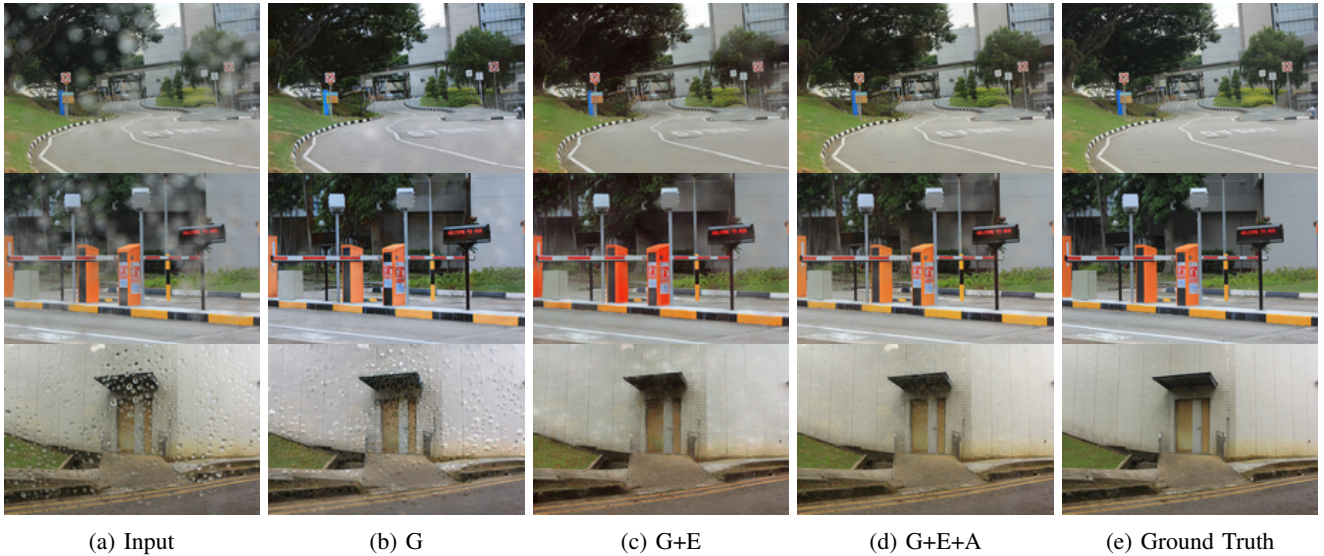 (a) Input
(b) G
(c) G+E
(d) G+E+A
(e) Ground Truth